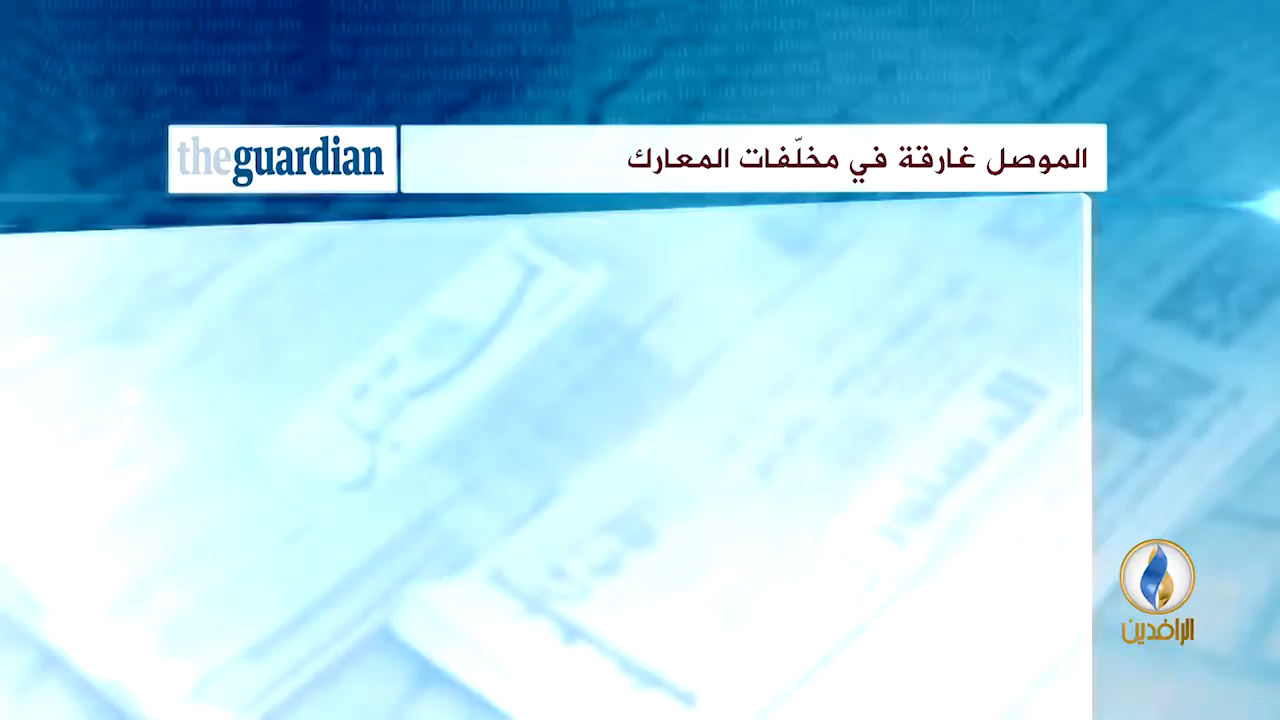 الموصل غارقة في مخلّفات المعارك
theguardian
الرافدين